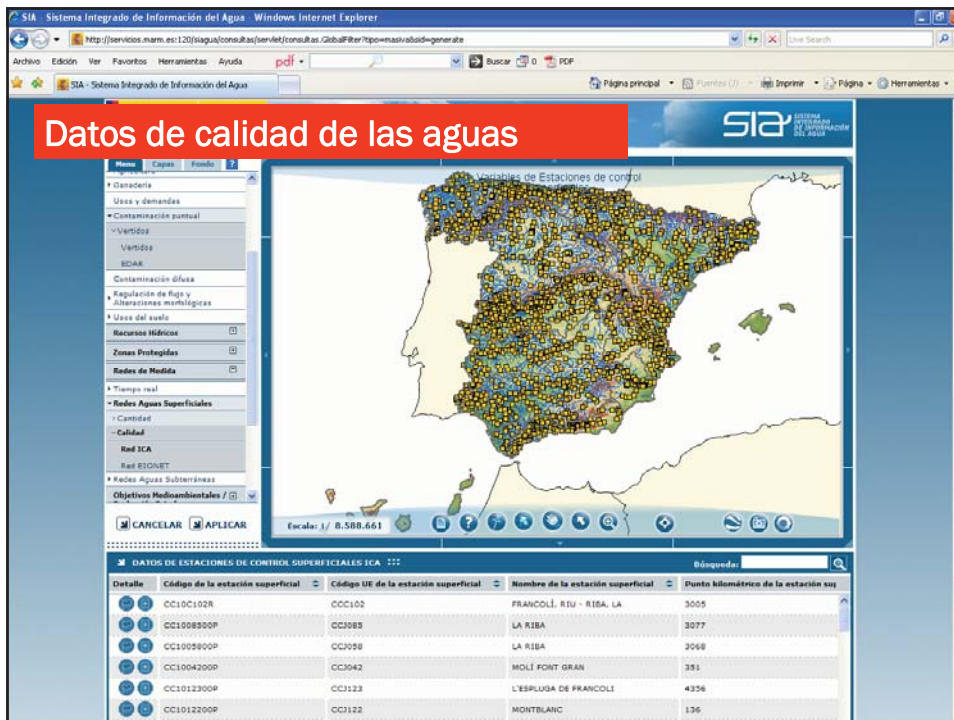 SIA - Sistema Integrado de Información del Agua - Windows Internet Explorer
http://servicios.marm.es:120/siagua/consultas/servlet/consultas.GlobalFilter?tipo=masiva&sid=generate
Live Search
Archivo Edición Ver Favoritos Herramientas Ayuda
pdf
Buscar 0 PDF
SIA - Sistema Integrado de Información del Agua
Página principal Fuentes (J) Imprimir Página Herramientas
Datos de calidad de las aguas
sia SISTEMA INTEGRADO DE INFORMACIÓN DEL AGUA
Menu Capas Fondo ?
Ganadería
Usos y demandas
Contaminación puntual
Vertidos
Vertidos
EDAR
Contaminación difusa
Regulación de flujo y
Alteraciones morfológicas
Usos del suelo
Recursos Hídricos
Zonas Protegidas
Redes de Medida
Tiempo real
Redes Aguas Superficiales
Cantidad
Calidad
Red ICA
Red EIONET
Redes Aguas Subterráneas
Objetivos Medioambientales /
CANCELAR APLICAR
Variables de Estaciones de control
Escala: 1/ 8.588.661
DATOS DE ESTACIONES DE CONTROL SUPERFICIALES ICA
Búsqueda:
Detalle Código de la estación superficial Código UE de la estación superficial Nombre de la estación superficial Punto kilométrico de la estación sup
CC10C102R CCC102 FRANCOLÍ, RIU - RIBA, LA 3005
CC1008500P CCJ085 LA RIBA 3077
CC1005800P CCJ058 LA RIBA 3068
CC1004200P CCJ042 MOLÍ FONT GRAN 351
CC1012300P CCJ123 L'ESPLUGA DE FRANCOLI 4356
CC1012200P CCJ122 MONTBLANC 136